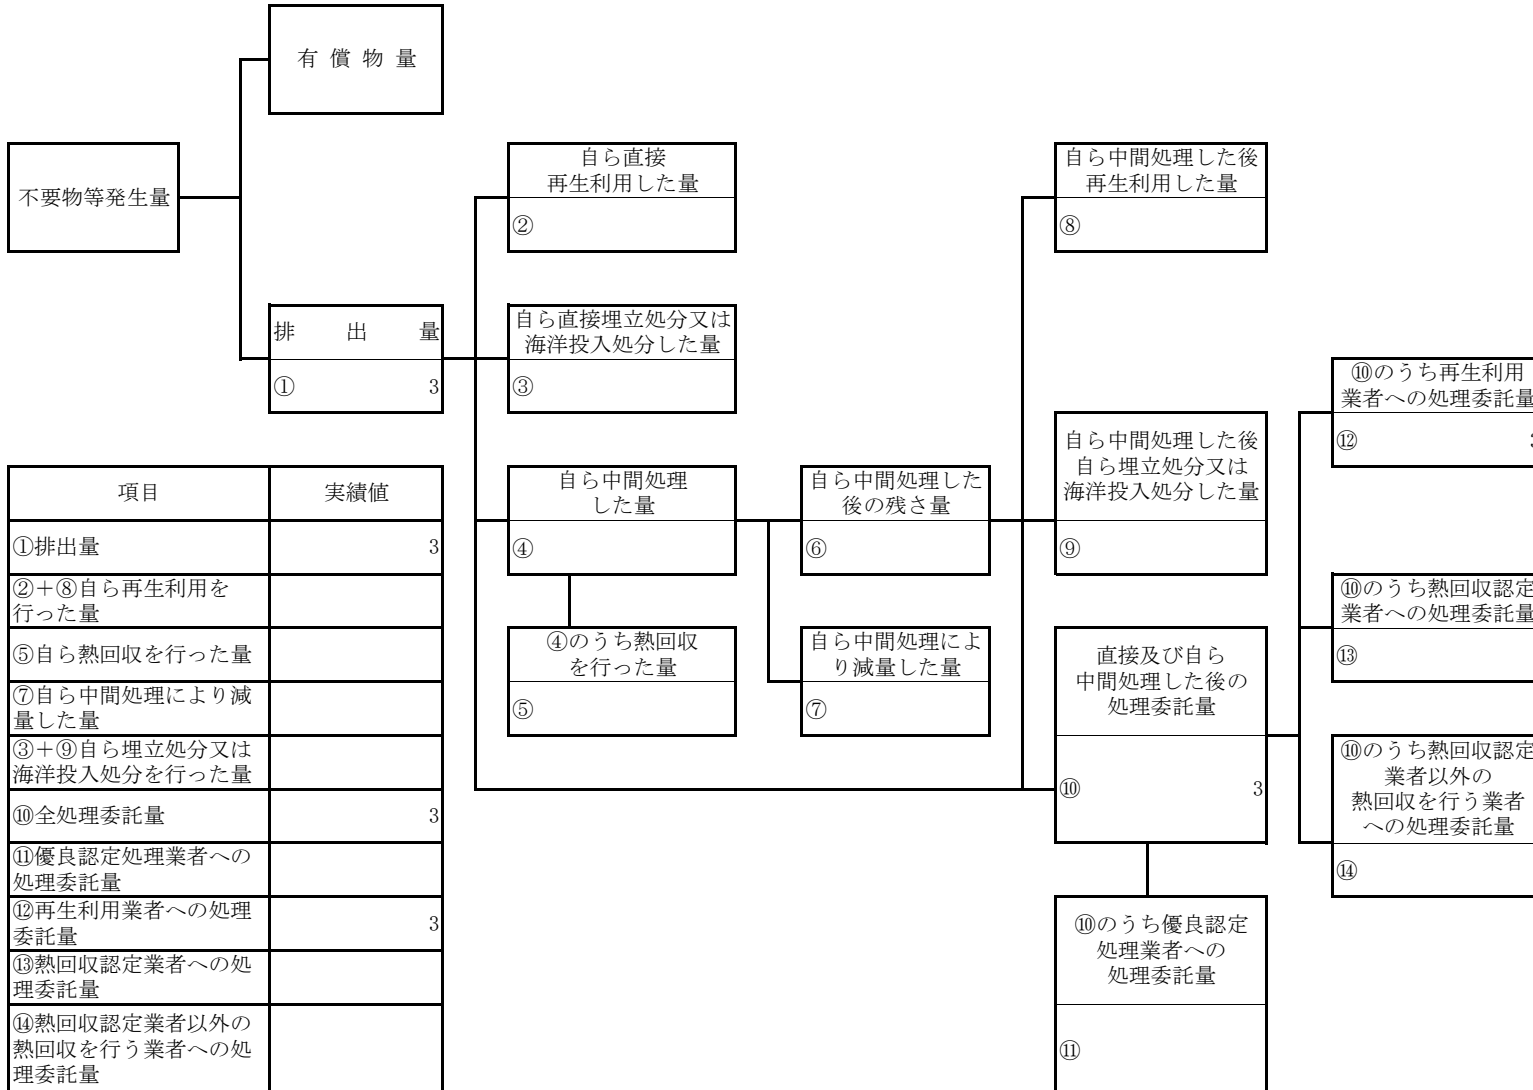 有 償 物 量
不要物等発生量
自ら直接
再生利用した量
②
自ら中間処理した後
再生利用した量
⑧
排 出 量
① 3
自ら直接埋立処分又は
海洋投入処分した量
③
⑩のうち再生利用
業者への処理委託量
⑫
自ら中間処理した後
自ら埋立処分又は
海洋投入処分した量
⑨
自ら中間処理
した量
④
自ら中間処理した
後の残さ量
⑥
④のうち熱回収
を行った量
⑤
自ら中間処理によ
り減量した量
⑦
直接及び自ら
中間処理した後の
処理委託量
⑩ 3
⑩のうち熱回収認定
業者への処理委託量
⑬
⑩のうち熱回収認定
業者以外の
熱回収を行う業者
への処理委託量
⑭
⑩のうち優良認定
処理業者への
処理委託量
⑪
項目 実績値
①排出量 3
②+⑧自ら再生利用を
行った量
⑤自ら熱回収を行った量
⑦自ら中間処理により減
量した量
③+⑨自ら埋立処分又は
海洋投入処分を行った量
⑩全処理委託量 3
⑪優良認定処理業者への
処理委託量
⑫再生利用業者への処理
委託量 3
⑬熱回収認定業者への処
理委託量
⑭熱回収認定業者以外の
熱回収を行う業者への処
理委託量